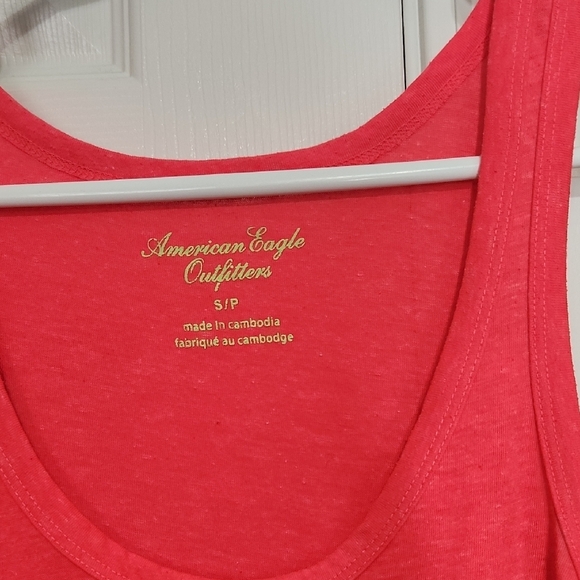 American Eagle
Outfitters
S/P
made in cambodia
fabriqué au cambodge